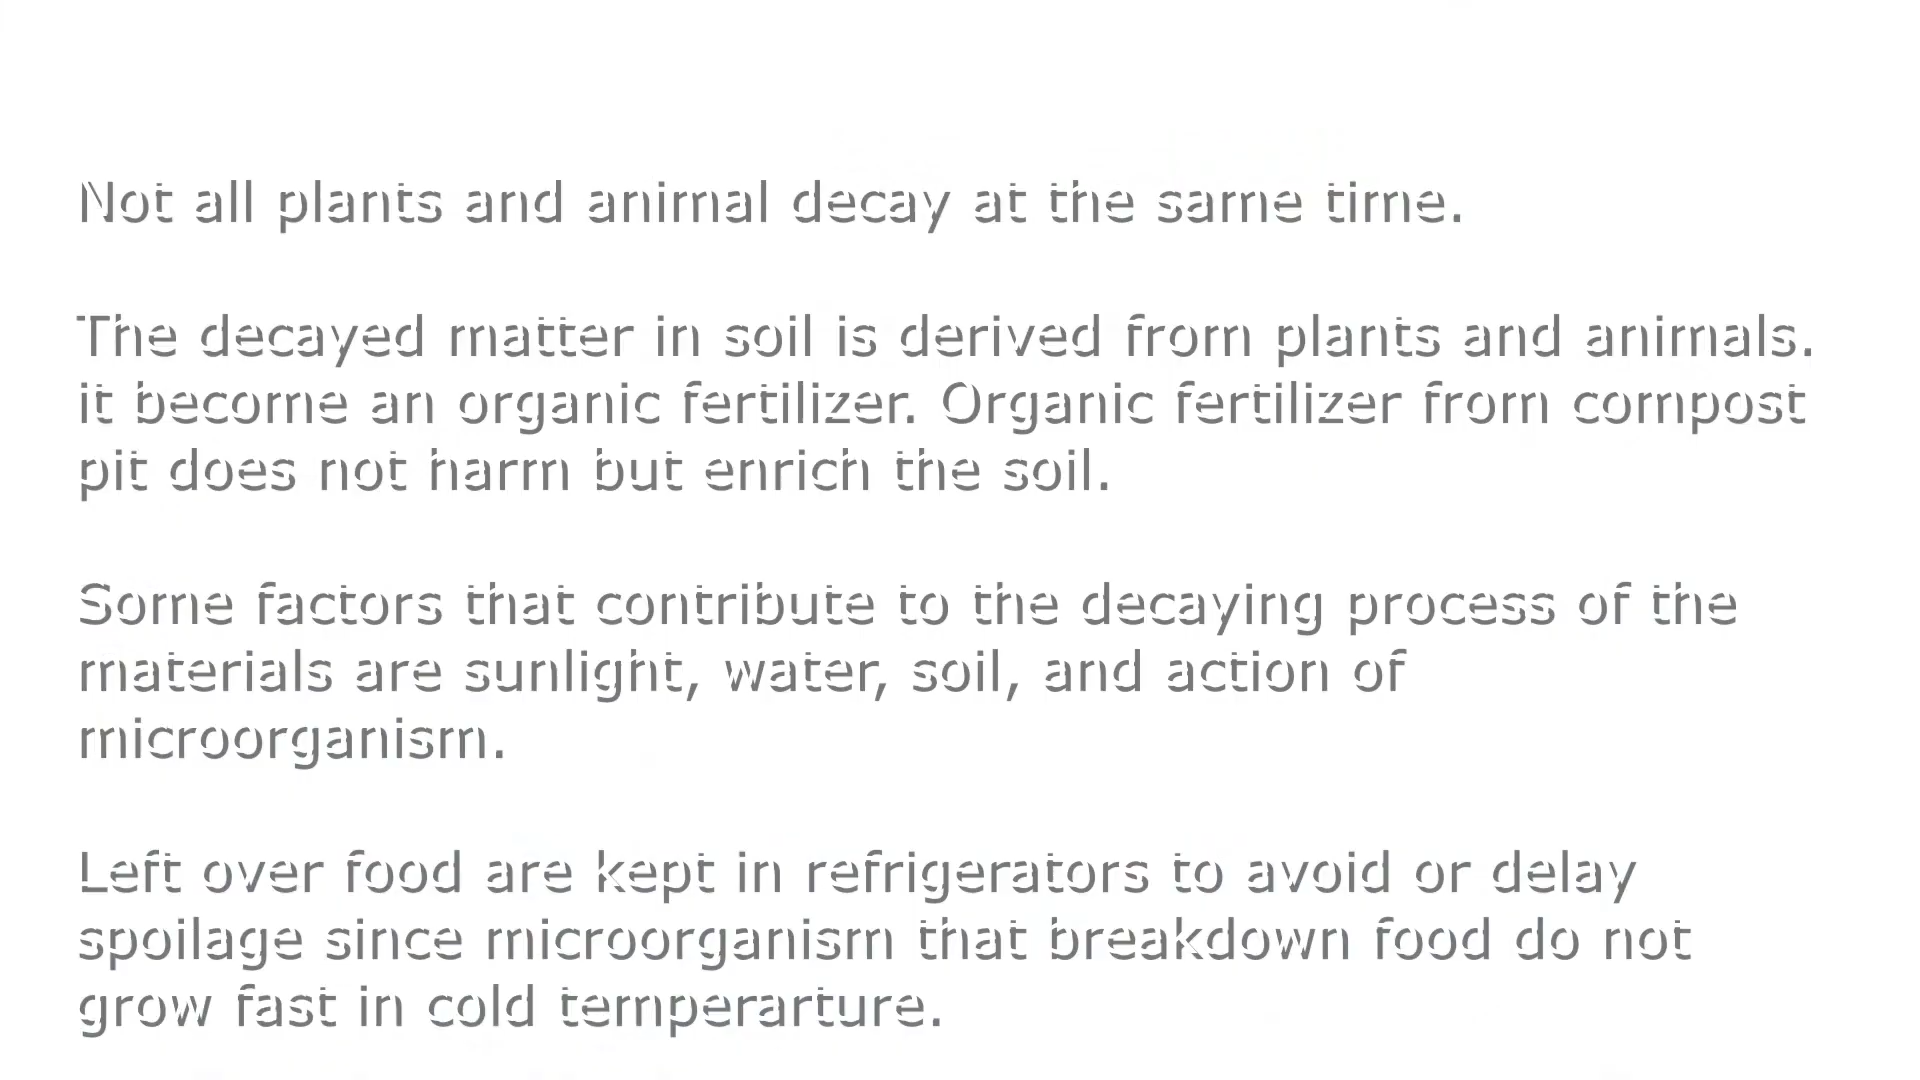 Not all plants and animal decay at the same time.
The decayed matter in soil is derived from plants and animals.
it become an organic fertilizer. Organic fertilizer from compost
pit does not harm but enrich the soil.
Some factors that contribute to the decaying process of the
materials are sunlight, water, soil, and action of
microorganism.
Left over food are kept in refrigerators to avoid or delay
spoilage since microorganism that breakdown food do not
grow fast in cold temperarture.